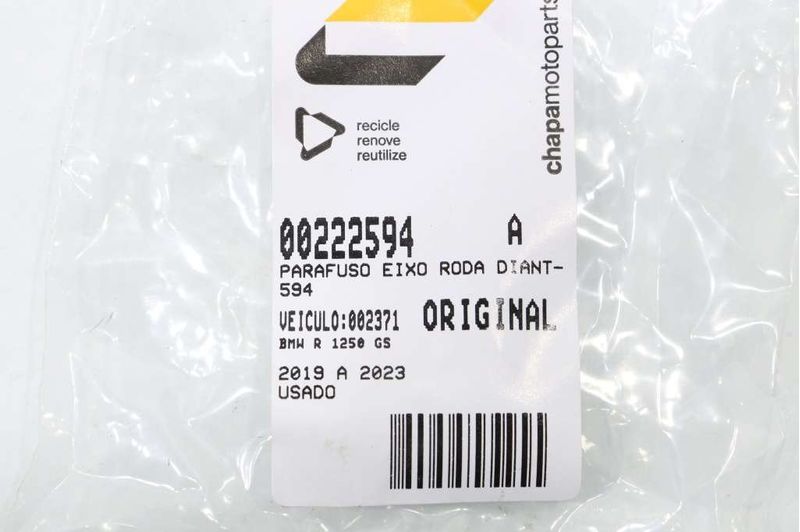 chapamotoparts
recicle
renove
reutilize
00222594 A
PARAFUSO EIXO RODA DIANT-
594
VEICULO:002371 ORIGINAL
BMW R 1250 GS
2019 A 2023
USADO